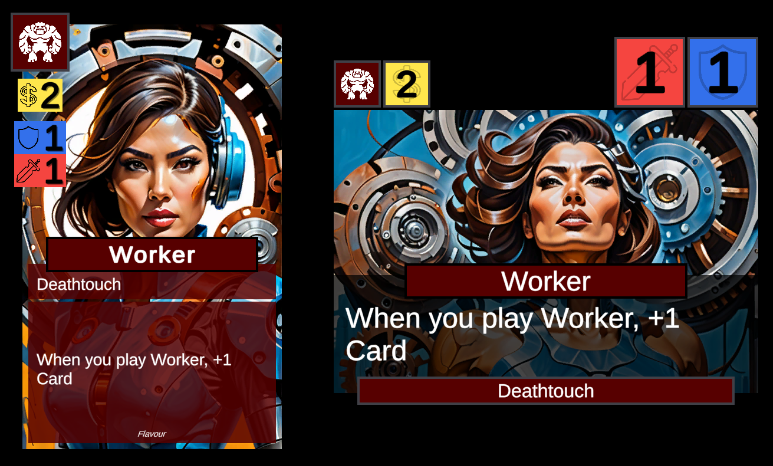 $ 2
1
1
Worker
Deathtouch
When you play Worker, +1
Card
Flavour
$ 2
1 1
Worker
When you play Worker, +1
Card
Deathtouch